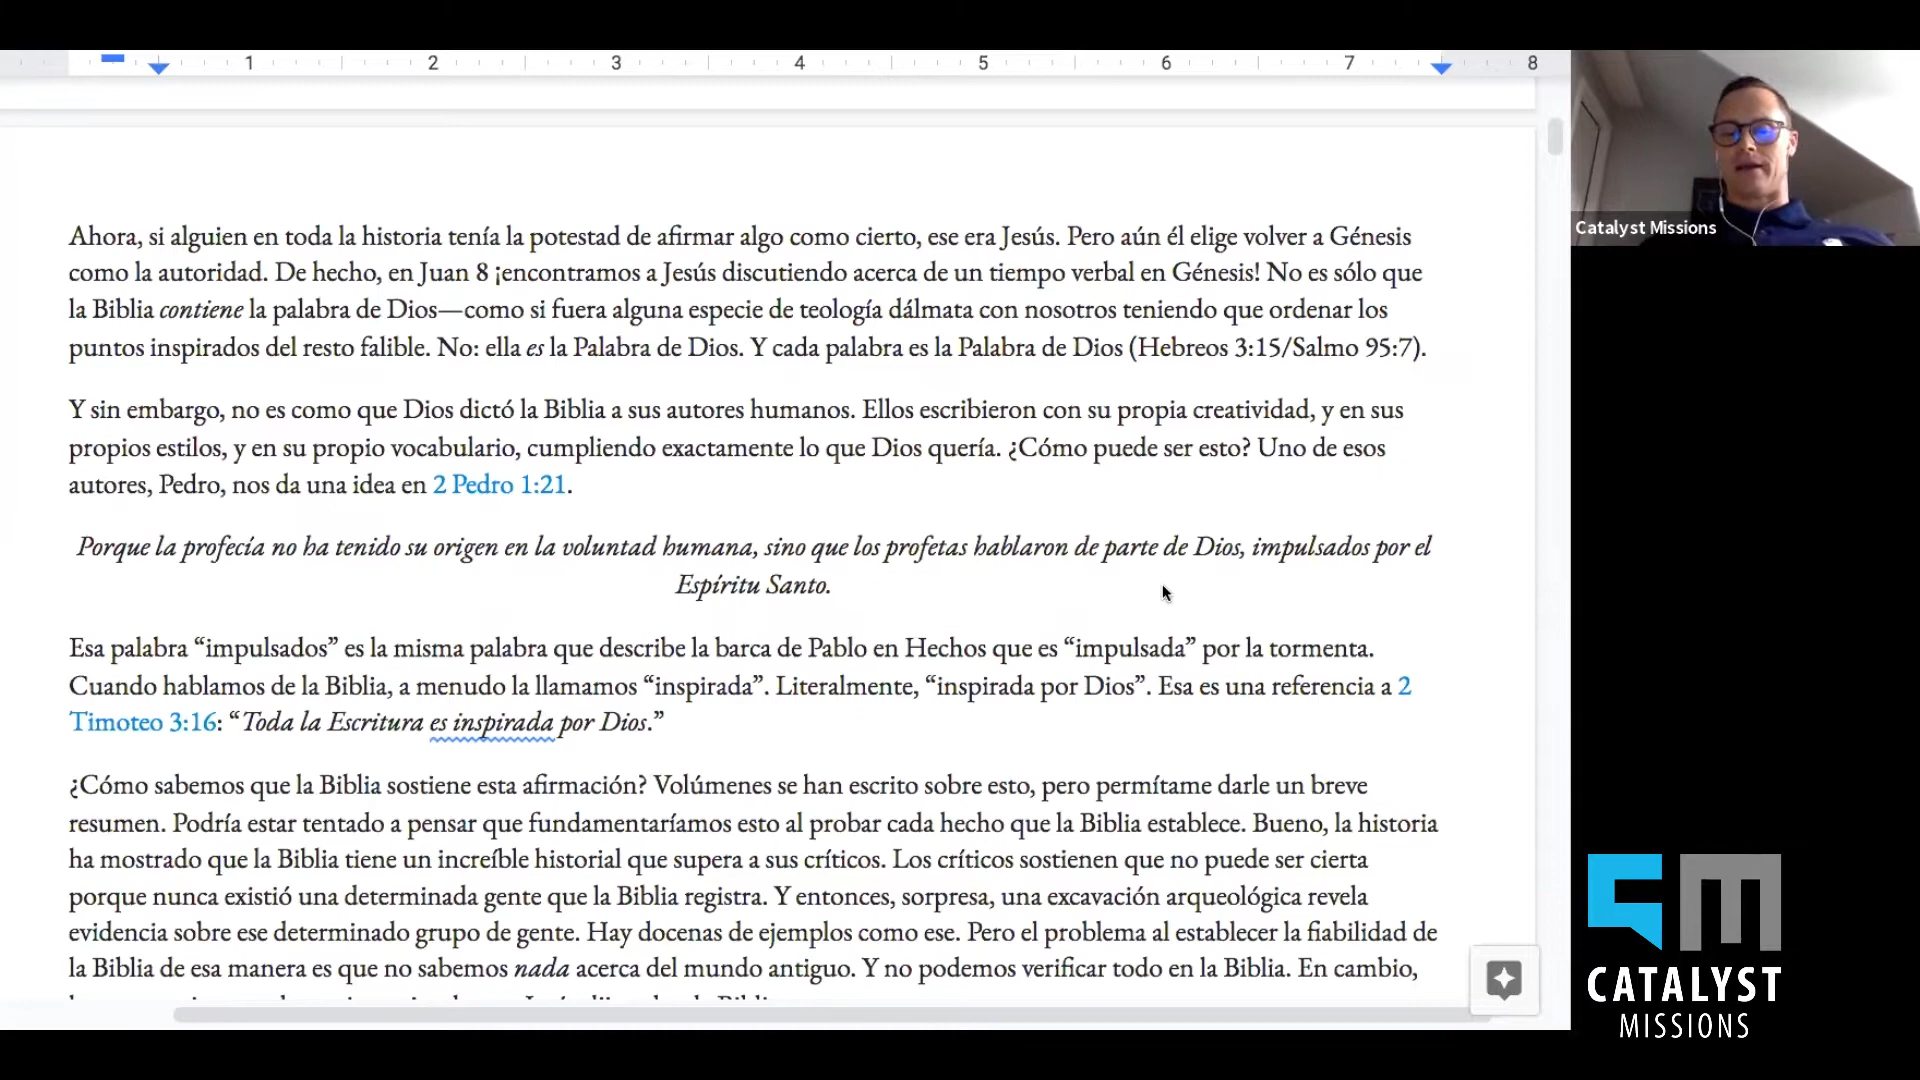 1 2 3 4 5 6 7 8
Catalyst Missions
Ahora, si alguien en toda la historia tenía la potestad de afirmar algo como cierto, ese era Jesús. Pero aún él elige volver a Génesis
como la autoridad. De hecho, en Juan 8 ¡encontramos a Jesús discutiendo acerca de un tiempo verbal en Génesis! No es sólo que
la Biblia contiene la palabra de Dios—como si fuera alguna especie de teología dálmata con nosotros teniendo que ordenar los
puntos inspirados del resto falible. No: ella es la Palabra de Dios. Y cada palabra es la Palabra de Dios (Hebreos 3:15/Salmo 95:7).
Y sin embargo, no es como que Dios dictó la Biblia a sus autores humanos. Ellos escribieron con su propia creatividad, y en sus
propios estilos, y en su propio vocabulario, cumpliendo exactamente lo que Dios quería. ¿Cómo puede ser esto? Uno de esos
autores, Pedro, nos da una idea en 2 Pedro 1:21.
Porque la profecía no ha tenido su origen en la voluntad humana, sino que los profetas hablaron de parte de Dios, impulsados por el
Espíritu Santo.
Esa palabra “impulsados” es la misma palabra que describe la barca de Pablo en Hechos que es “impulsada” por la tormenta.
Cuando hablamos de la Biblia, a menudo la llamamos “inspirada”. Literalmente, “inspirada por Dios”. Esa es una referencia a 2
Timoteo 3:16: “Toda la Escritura es inspirada por Dios.”
¿Cómo sabemos que la Biblia sostiene esta afirmación? Volúmenes se han escrito sobre esto, pero permítame darle un breve
resumen. Podría estar tentado a pensar que fundamentaríamos esto al probar cada hecho que la Biblia establece. Bueno, la historia
ha mostrado que la Biblia tiene un increíble historial que supera a sus críticos. Los críticos sostienen que no puede ser cierta
porque nunca existió una determinada gente que la Biblia registra. Y entonces, sorpresa, una excavación arqueológica revela
evidencia sobre ese determinado grupo de gente. Hay docenas de ejemplos como ese. Pero el problema al establecer la fiabilidad de
la Biblia de esa manera es que no sabemos nada acerca del mundo antiguo. Y no podemos verificar todo en la Biblia. En cambio,
CATALYST
MISSIONS